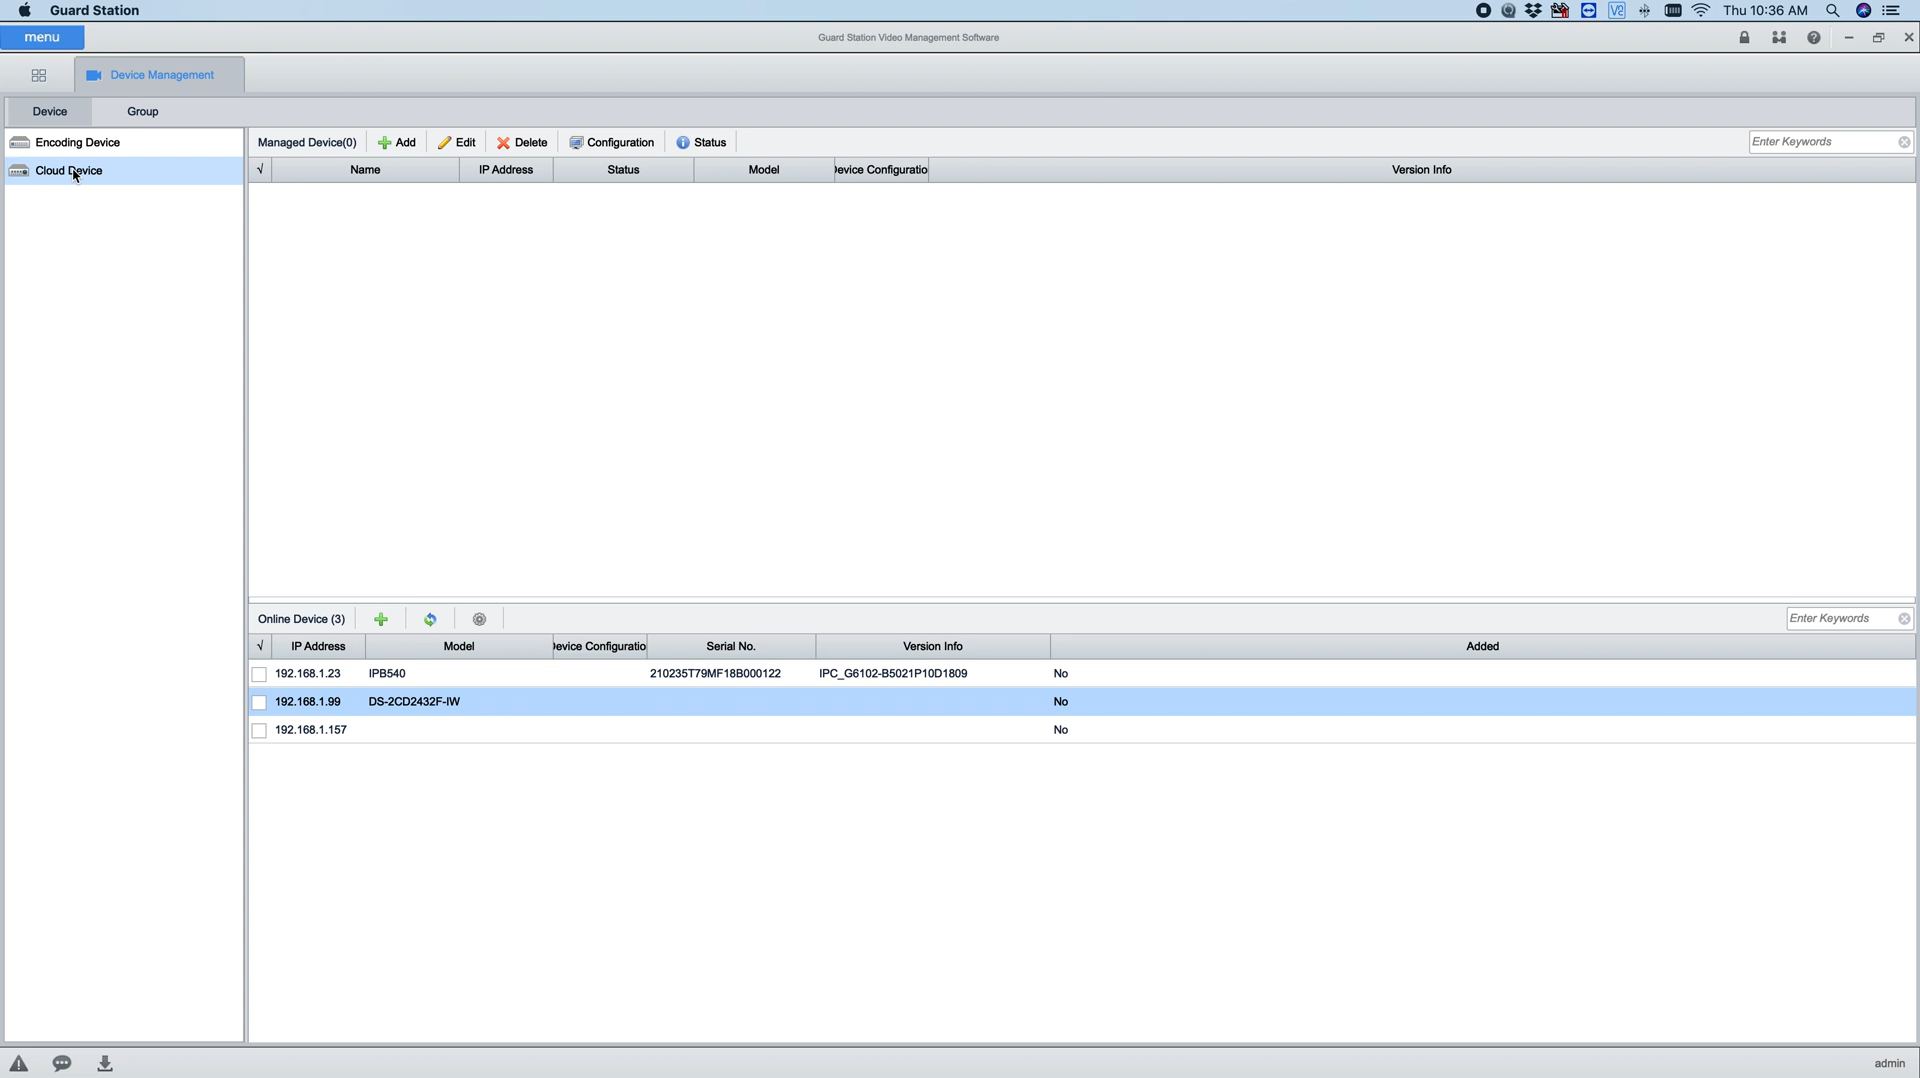 Guard Station
Thu 10:36 AM
menu
Guard Station Video Management Software
Device Management
Device Group
Encoding Device
Cloud Device
Managed Device(0) Add Edit Delete Configuration Status Enter Keywords
√ Name IP Address Status Model Device Configuratio Version Info
Online Device (3) Enter Keywords
√ IP Address Model Device Configuratio Serial No. Version Info Added
192.168.1.23 IPB540 210235T79MF18B000122 IPC_G6102-B5021P10D1809 No
192.168.1.99 DS-2CD2432F-IW No
192.168.1.157 No
admin